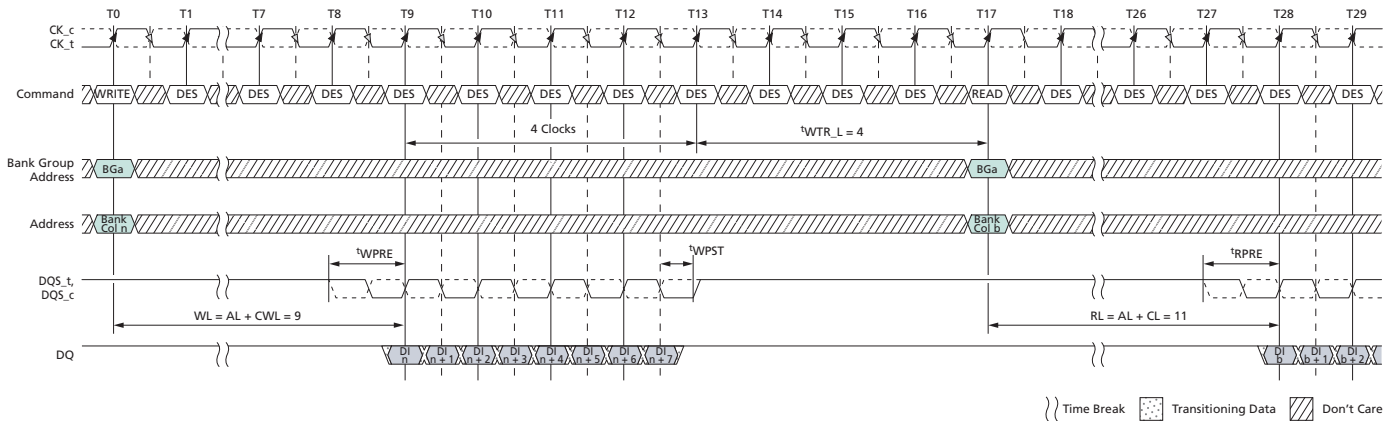 T0 T1 T7 T8 T9 T10 T11 T12 T13 T14 T15 T16 T17 T18 T26 T27 T28 T29
CK_c
CK_t
Command WRITE DES DES DES DES DES DES DES DES DES DES DES READ DES DES DES DES DES
4 Clocks tWTR_L = 4
Bank Group
Address BGa BGa
Address Bank
Col n Bank
Col b
tWPRE tWPST tRPRE
DQS_t,
DQS_c
WL = AL + CWL = 9 RL = AL + CL = 11
DQ DI
n DI
n + 1 DI
n + 2 DI
n + 3 DI
n + 4 DI
n + 5 DI
n + 6 DI
n + 7 DI
b DI
b + 1 DI
b + 2
Time Break Transitioning Data Don't Care